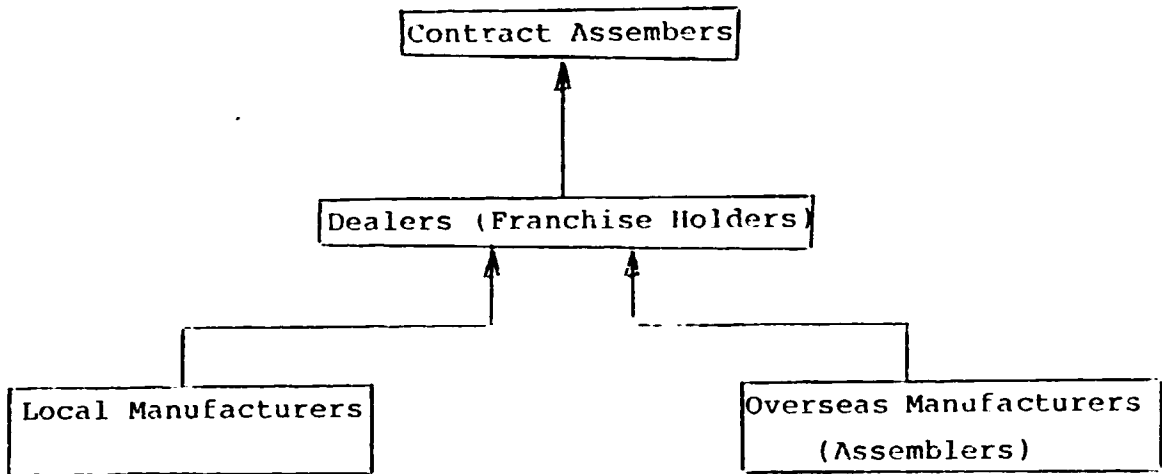 Contract Assembers
Dealers (Franchise Holders)
Local Manufacturers
Overseas Manufacturers
(Assemblers)